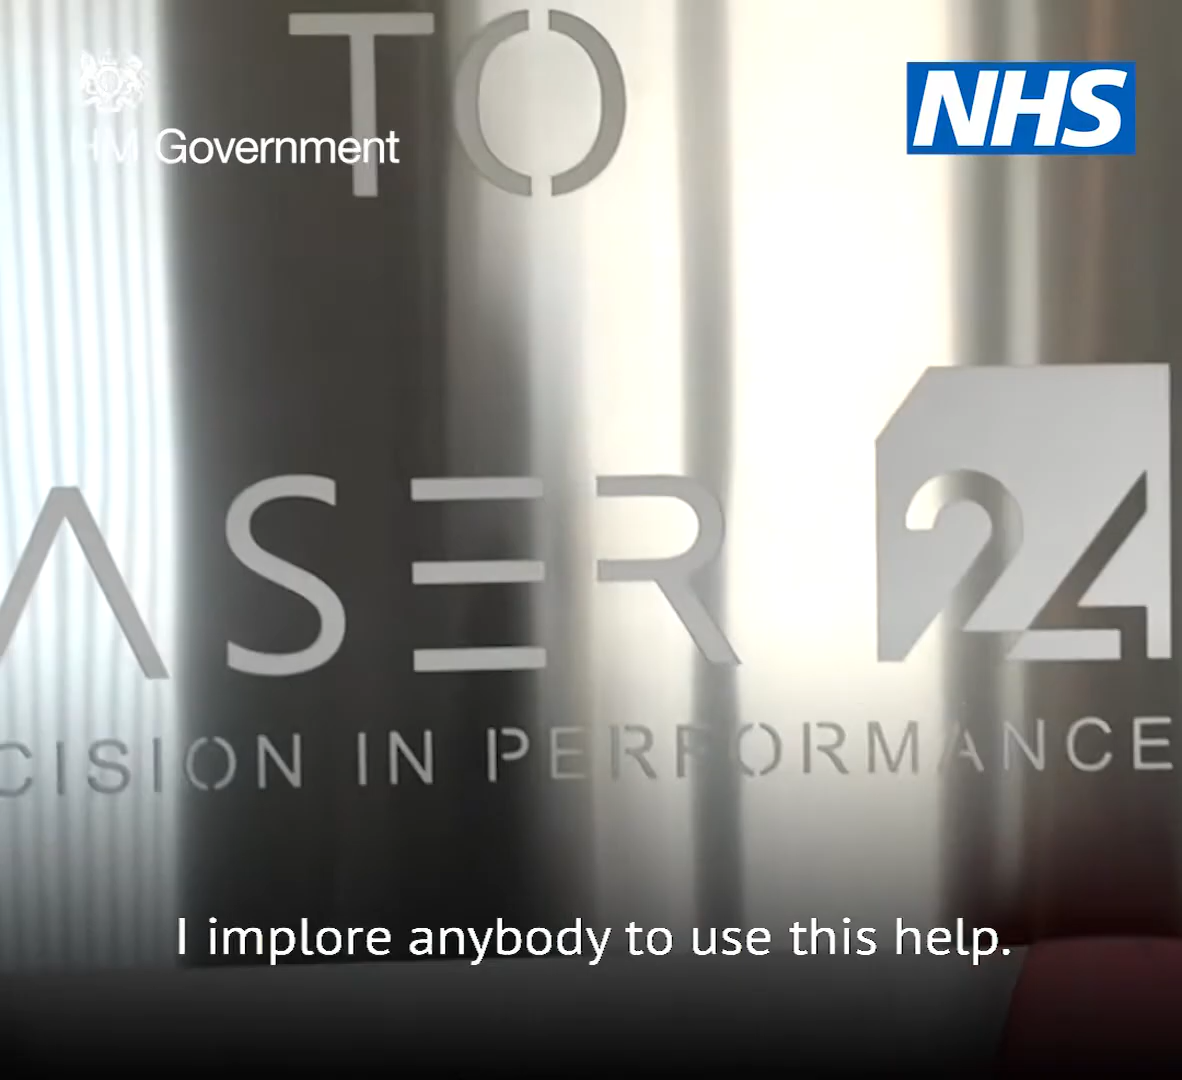 TO
HM Government
NHS
ASER 24
CISION IN PERFORMANCE
I implore anybody to use this help.